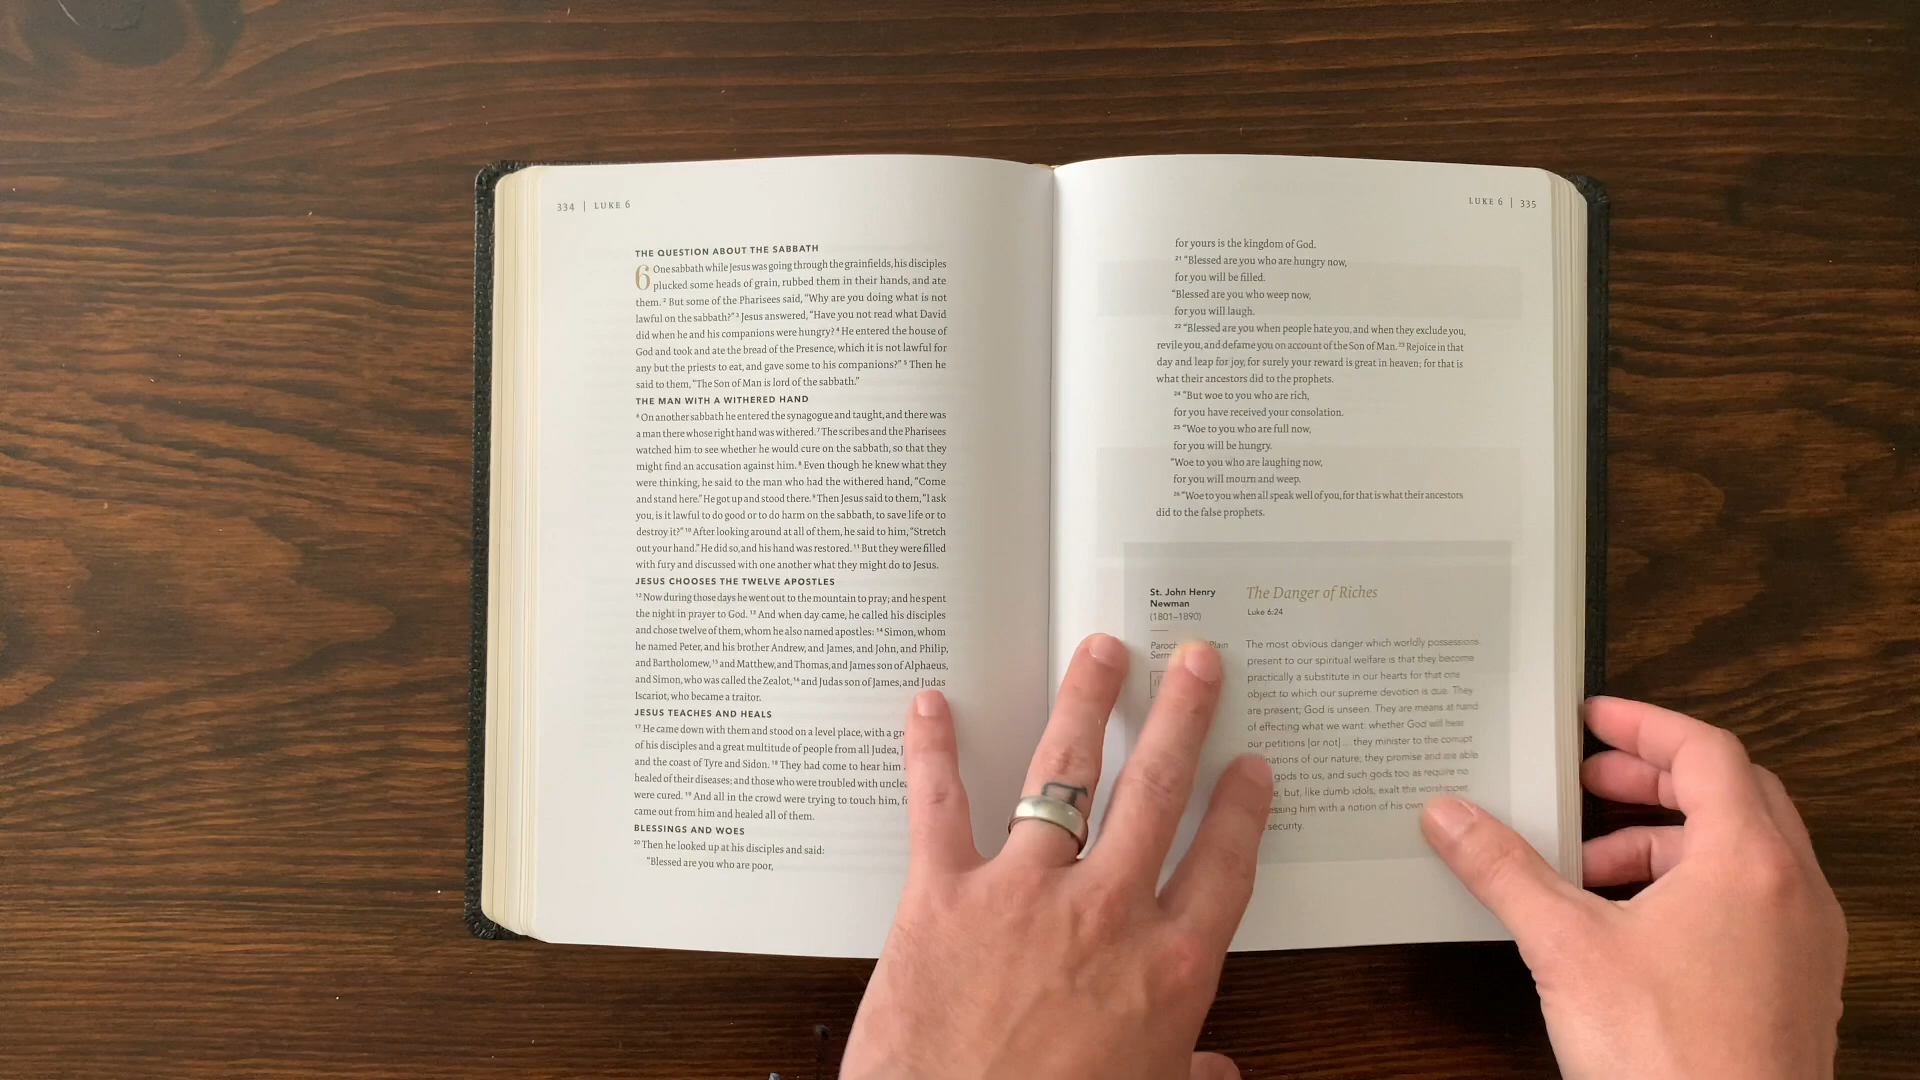 334 | LUKE 6
THE QUESTION ABOUT THE SABBATH
6 One sabbath while Jesus was going through the grainfields, his disciples
plucked some heads of grain, rubbed them in their hands, and ate
them. ² But some of the Pharisees said, “Why are you doing what is not
lawful on the sabbath?” ³ Jesus answered, “Have you not read what David
did when he and his companions were hungry? ⁴ He entered the house of
God and took and ate the bread of the Presence, which it is not lawful for
any but the priests to eat, and gave some to his companions?” ⁵ Then he
said to them, “The Son of Man is lord of the sabbath.”
THE MAN WITH A WITHERED HAND
⁶ On another sabbath he entered the synagogue and taught, and there was
a man there whose right hand was withered. ⁷ The scribes and the Pharisees
watched him to see whether he would cure on the sabbath, so that they
might find an accusation against him. ⁸ Even though he knew what they
were thinking, he said to the man who had the withered hand, “Come
and stand here.” He got up and stood there. ⁹ Then Jesus said to them, “I ask
you, is it lawful to do good or to do harm on the sabbath, to save life or to
destroy it?” ¹⁰ After looking around at all of them, he said to him, “Stretch
out your hand.” He did so, and his hand was restored. ¹¹ But they were filled
with fury and discussed with one another what they might do to Jesus.
JESUS CHOOSES THE TWELVE APOSTLES
¹² Now during those days he went out to the mountain to pray; and he spent
the night in prayer to God. ¹³ And when day came, he called his disciples
and chose twelve of them, whom he also named apostles: ¹⁴ Simon, whom
he named Peter, and his brother Andrew, and James, and John, and Philip,
and Bartholomew, ¹⁵ and Matthew, and Thomas, and James son of Alphaeus,
and Simon, who was called the Zealot, ¹⁶ and Judas son of James, and Judas
Iscariot, who became a traitor.
JESUS TEACHES AND HEALS
¹⁷ He came down with them and stood on a level place, with a
of his disciples and a great multitude of people from all Judea,
and the coast of Tyre and Sidon. ¹⁸ They had come to hear him
healed of their diseases; and those who were troubled with
were cured. ¹⁹ And all in the crowd were trying to touch him,
came out from him and healed all of them.
BLESSINGS AND WOES
²⁰ Then he looked up at his disciples and said:
“Blessed are you who are poor,
LUKE 6 | 335
for yours is the kingdom of God.
²¹ “Blessed are you who are hungry now,
for you will be filled.
“Blessed are you who weep now,
for you will laugh.
²² “Blessed are you when people hate you, and when they exclude you,
revile you, and defame you on account of the Son of Man. ²³ Rejoice in that
day and leap for joy, for surely your reward is great in heaven; for that is
what their ancestors did to the prophets.
²⁴ “But woe to you who are rich,
for you have received your consolation.
²⁵ “Woe to you who are full now,
for you will be hungry.
“Woe to you who are laughing now,
for you will mourn and weep.
²⁶ “Woe to you when all speak well of you, for that is what their ancestors
did to the false prophets.
St. John Henry
Newman
(1801–1890)
Plain
The Danger of Riches
Luke 6:24
The most obvious danger which worldly possessions
present to our spiritual welfare is that they become
practically a substitute in our hearts for that one
object to which our supreme devotion is due. They
are present; God is unseen. They are means at hand
of effecting what we want: whether God will hear
our petitions [or not] ... they minister to the corrupt
of our nature; they promise and are able
gods to us, and such gods too as require no
but, like dumb idols, exalt the worshipper,
him with a notion of his own
security.